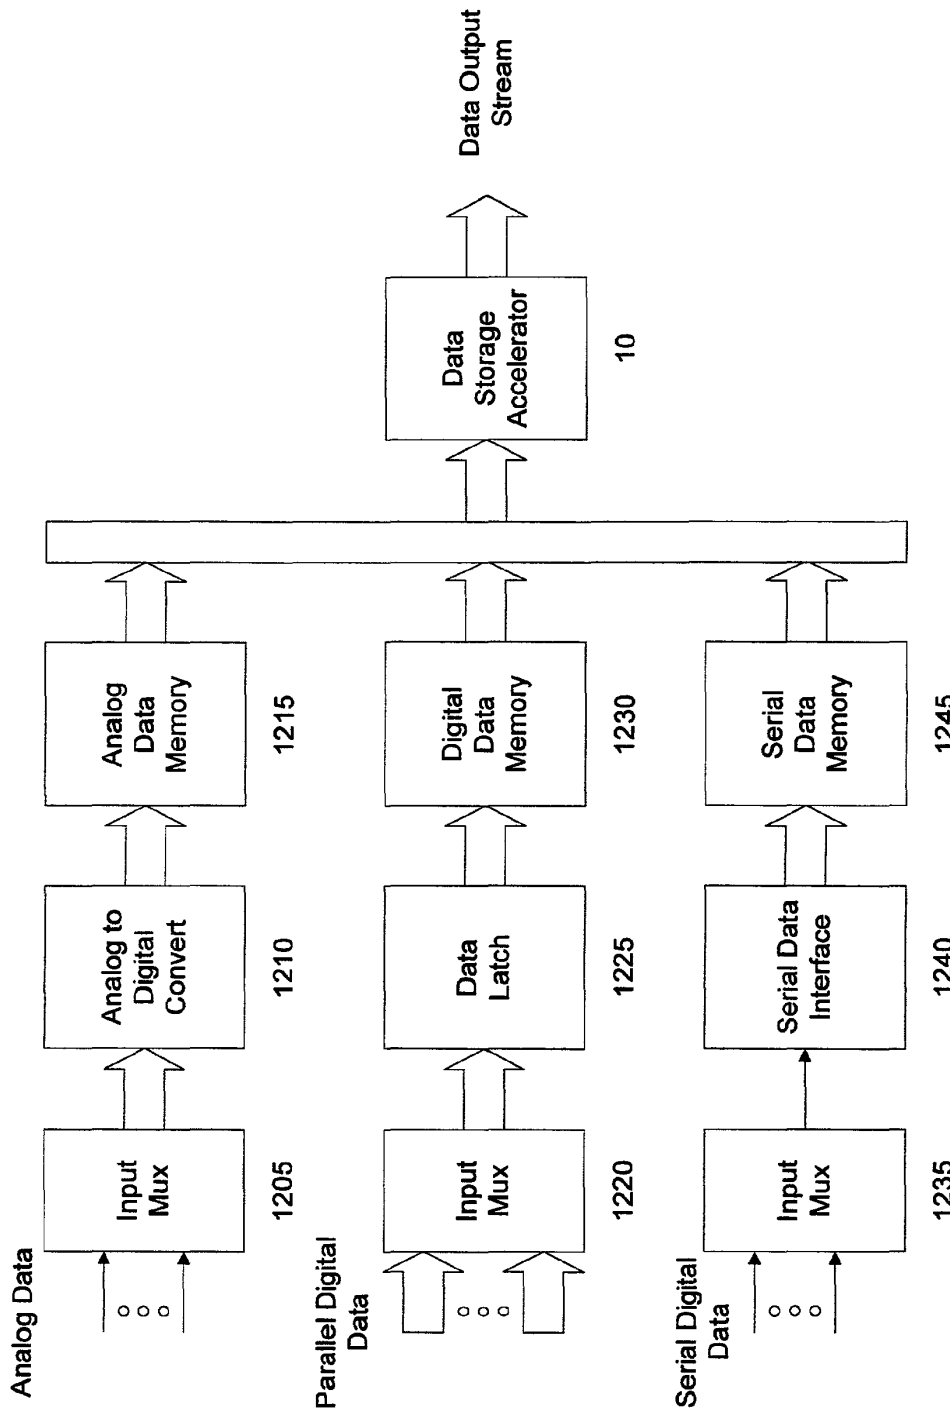 Analog Data
Input
Mux
1205
Analog to
Digital
Convert
1210
Analog
Data
Memory
1215
Parallel Digital
Data
Input
Mux
1220
Data
Latch
1225
Digital
Data
Memory
1230
Serial Digital
Data
Input
Mux
1235
Serial Data
Interface
1240
Serial
Data
Memory
1245
Data
Storage
Accelerator
10
Data Output
Stream